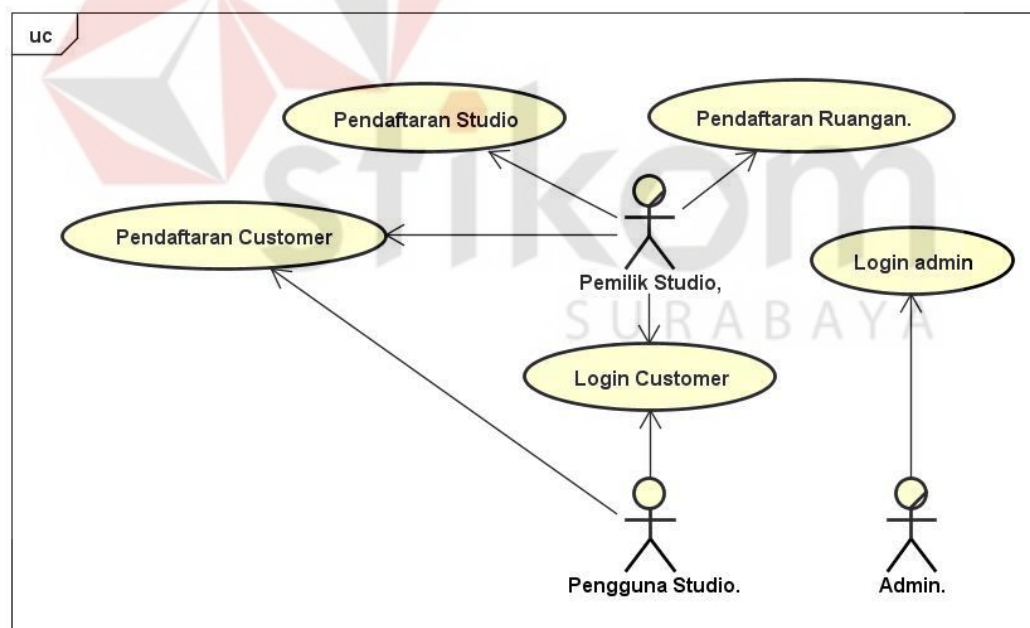 uc
Pendaftaran Studio
Pendaftaran Ruangan.
stikom
Pendaftaran Customer
Login admin
Pemilik Studio,
SURABAYA
Login Customer
Pengguna Studio.
Admin.